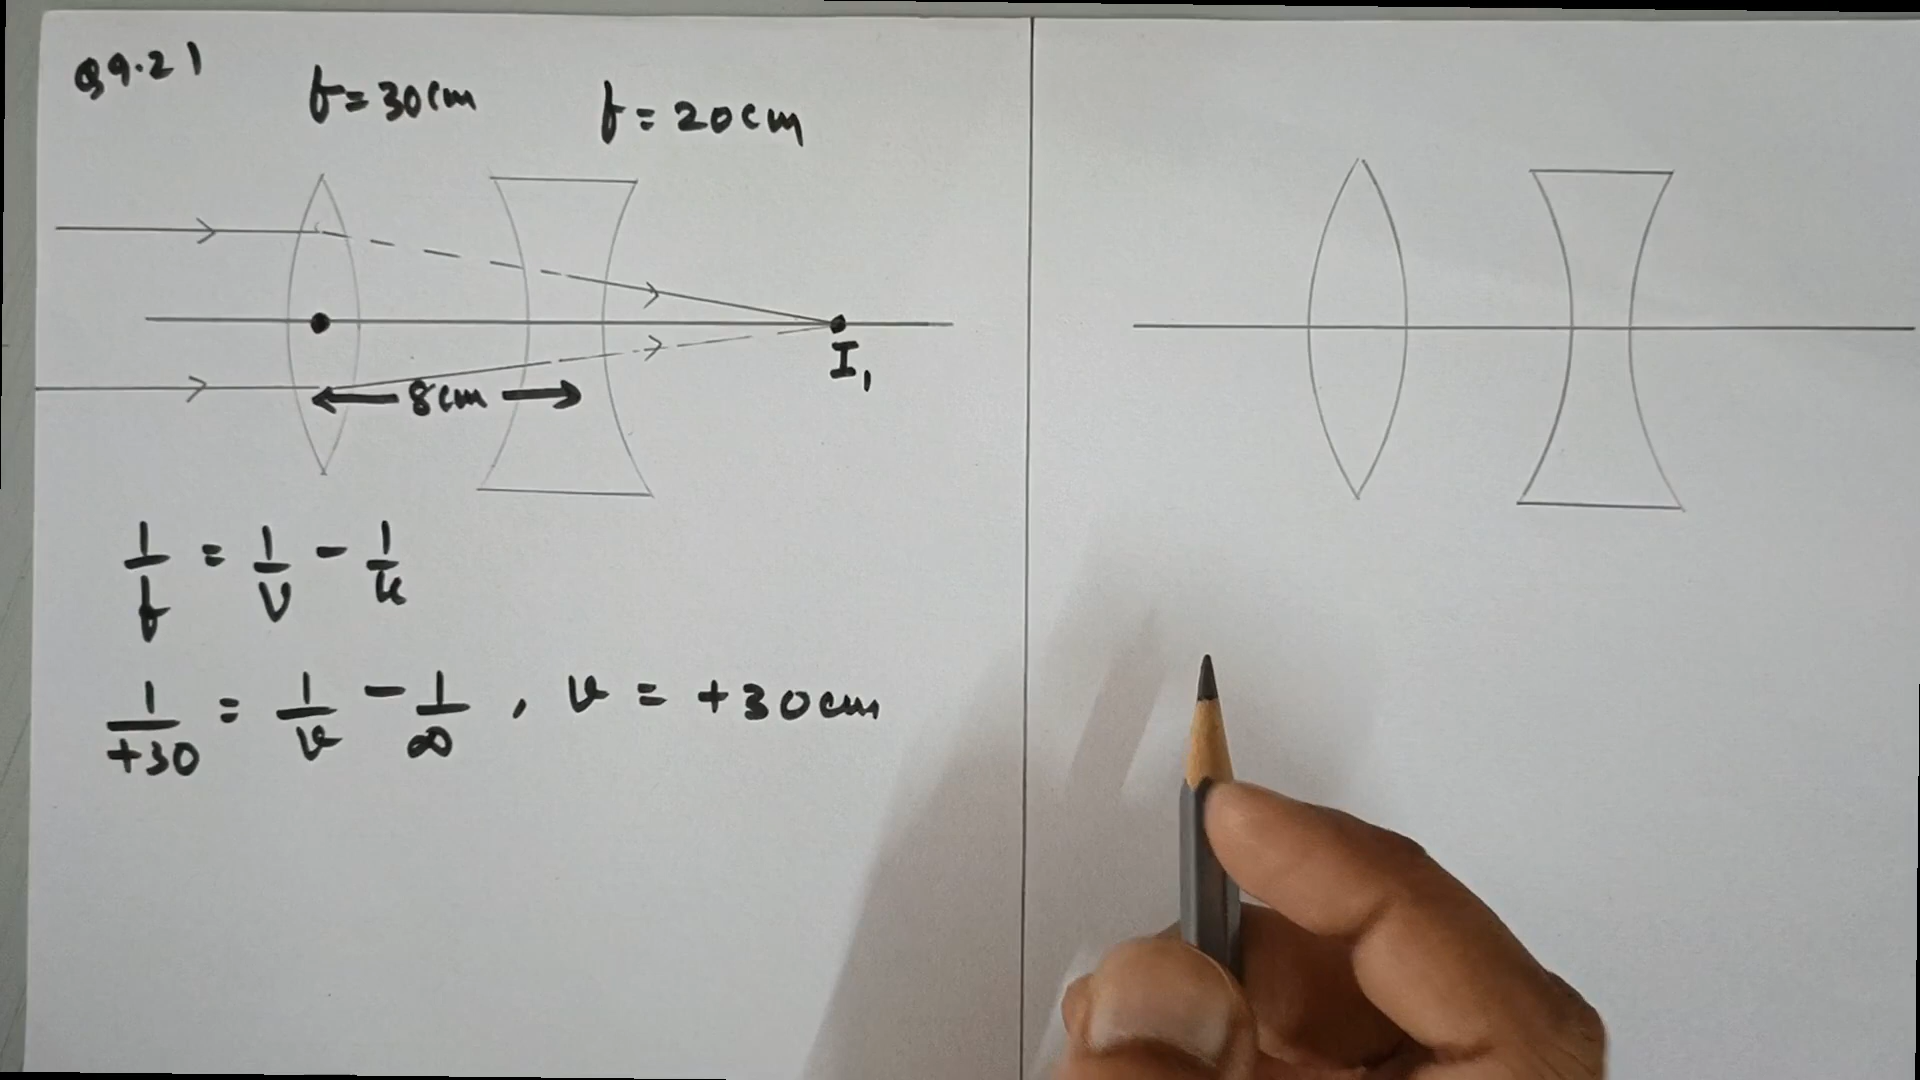 Q9.21
f = 30cm
f = 20cm
I₁
8cm
1/f = 1/v - 1/u
1/+30 = 1/v - 1/∞ , v = +30cm